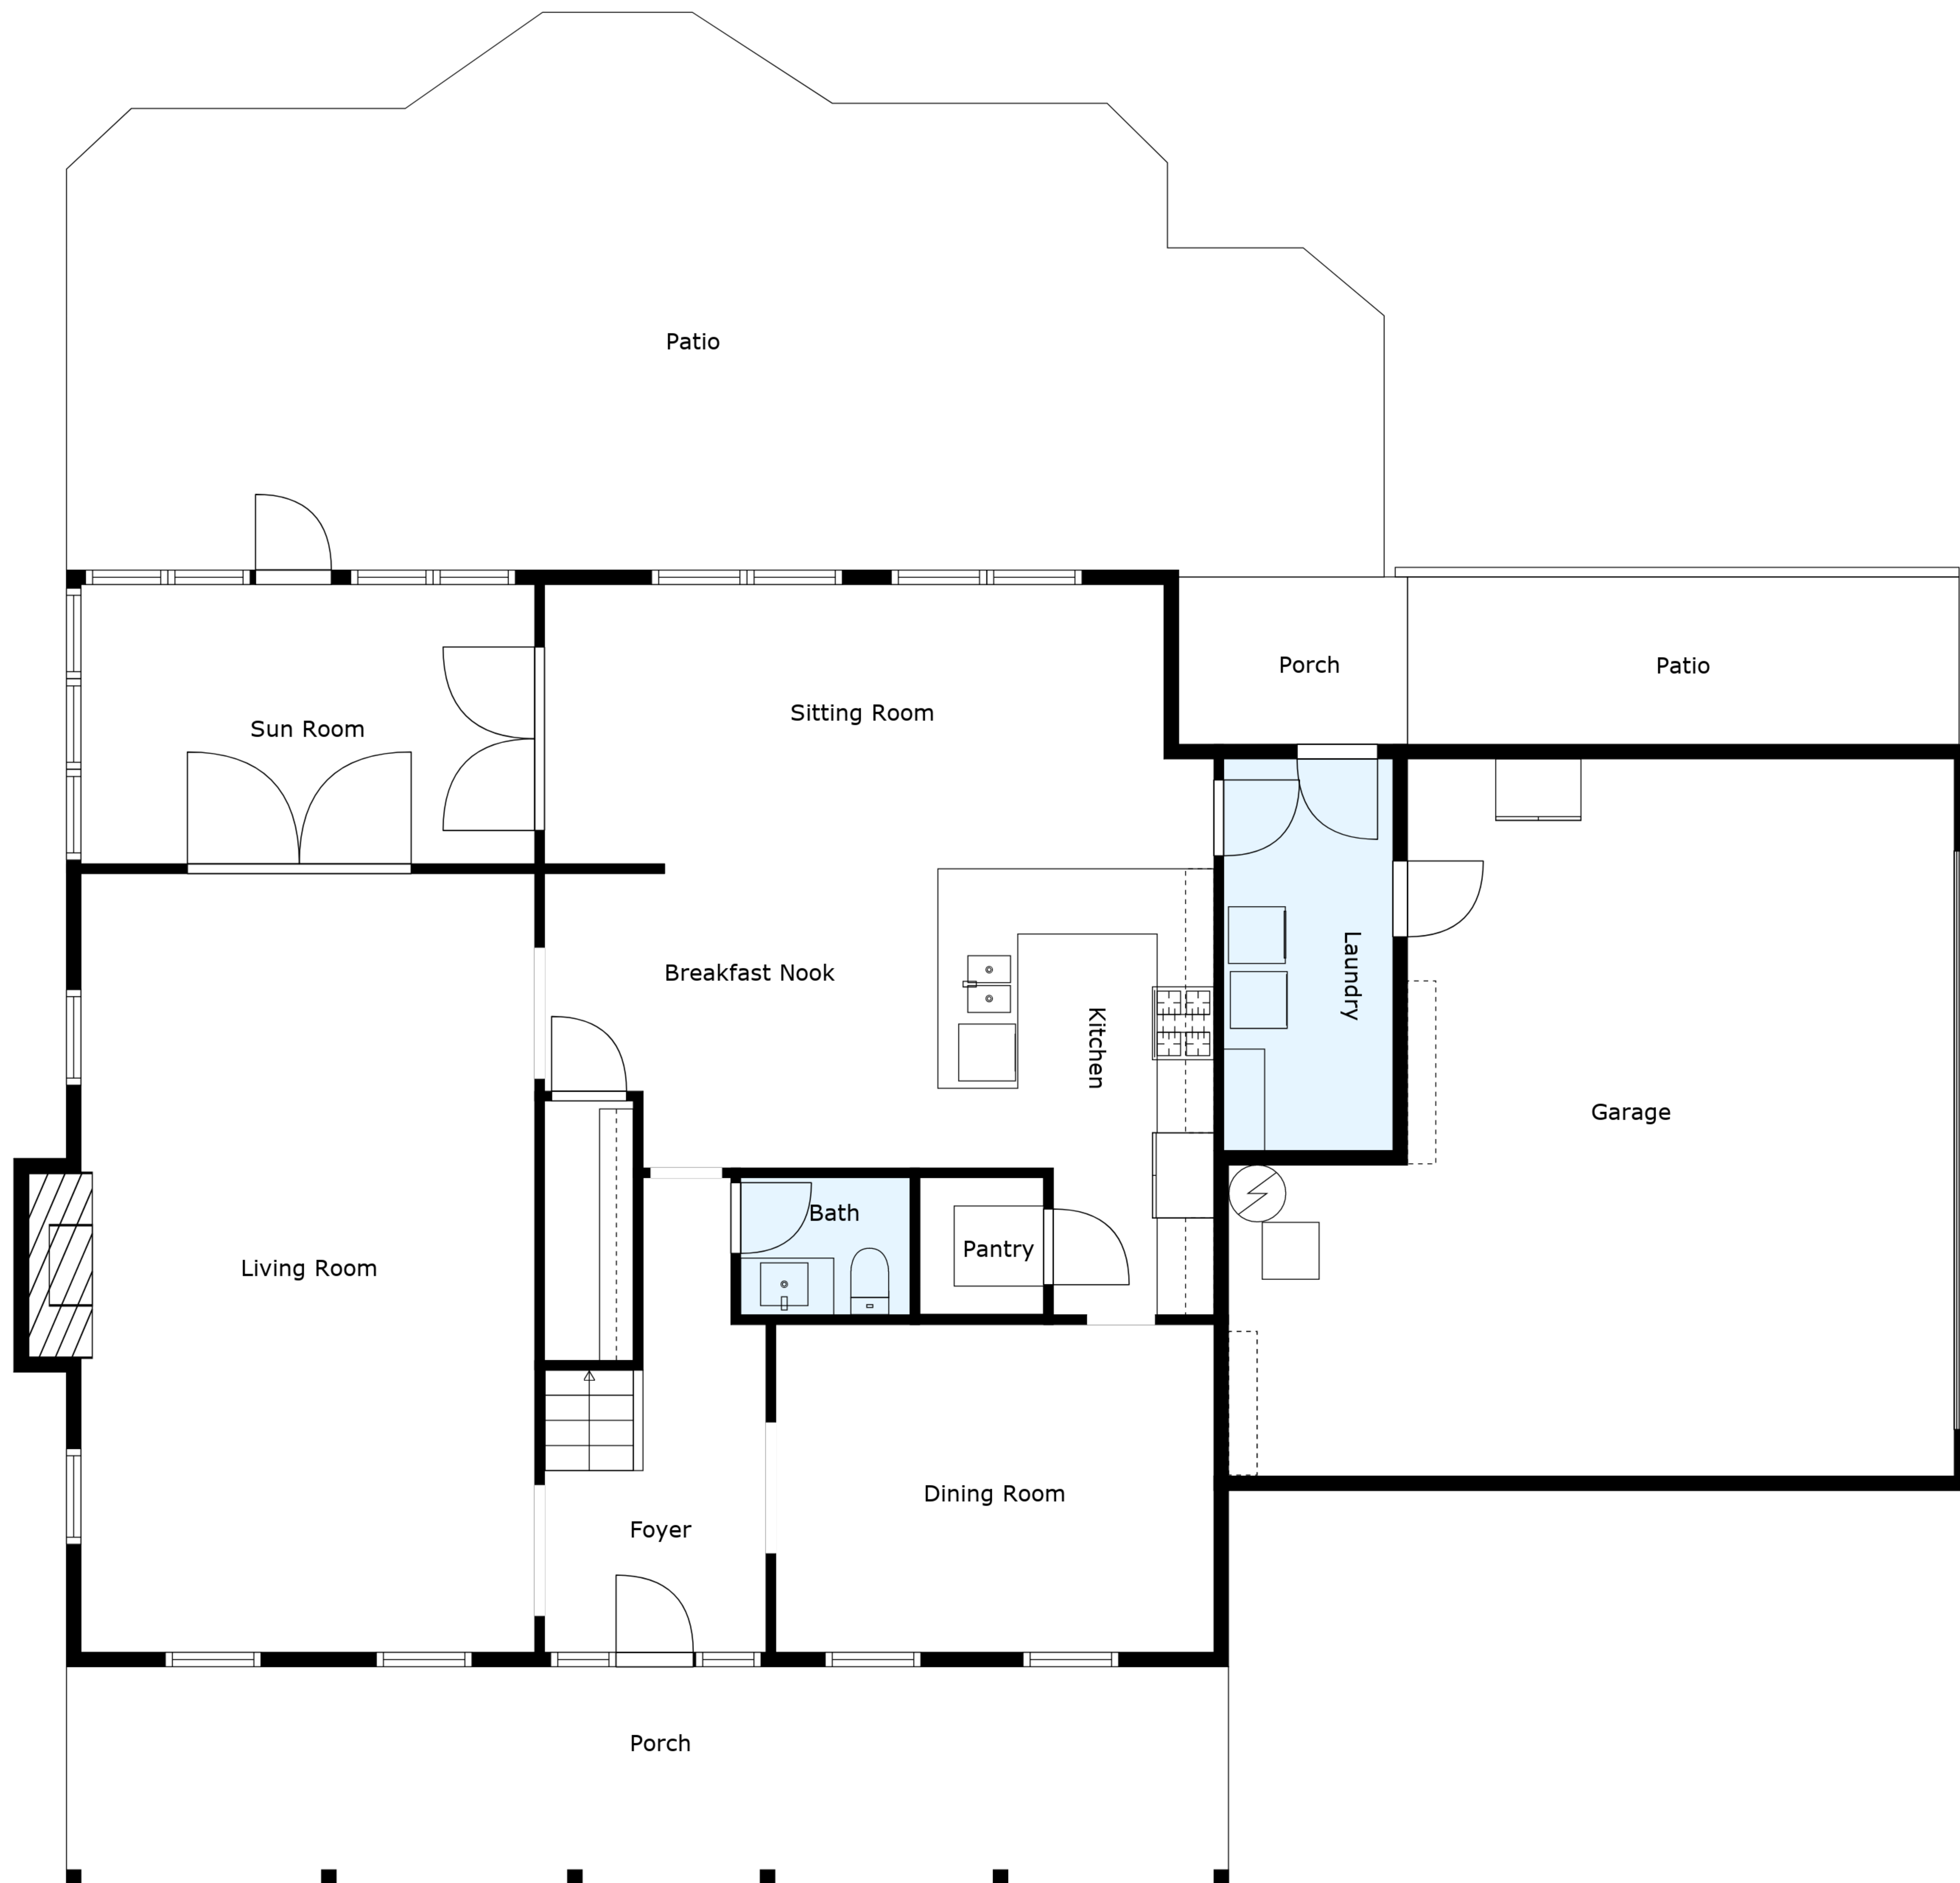 Patio
Porch
Patio
Sun Room
Sitting Room
Breakfast Nook
Kitchen
Laundry
Garage
Bath
Pantry
Living Room
Dining Room
Foyer
Porch